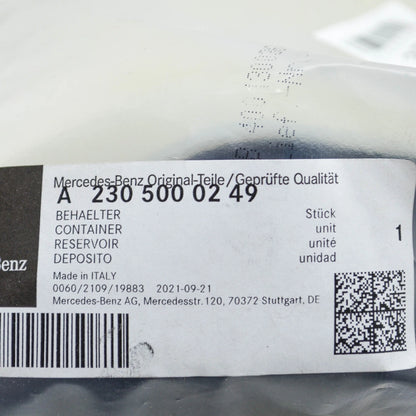 Mercedes-Benz Original-Teile/Geprüfte Qualität
A 230 500 02 49
BEHAELTER Stück
CONTAINER unit
RESERVOIR unité
DEPOSITO unidad
1
Benz
Made in ITALY
0060/2109/19883 2021-09-21
Mercedes-Benz AG, Mercedesstr.120, 70372 Stuttgart, DE